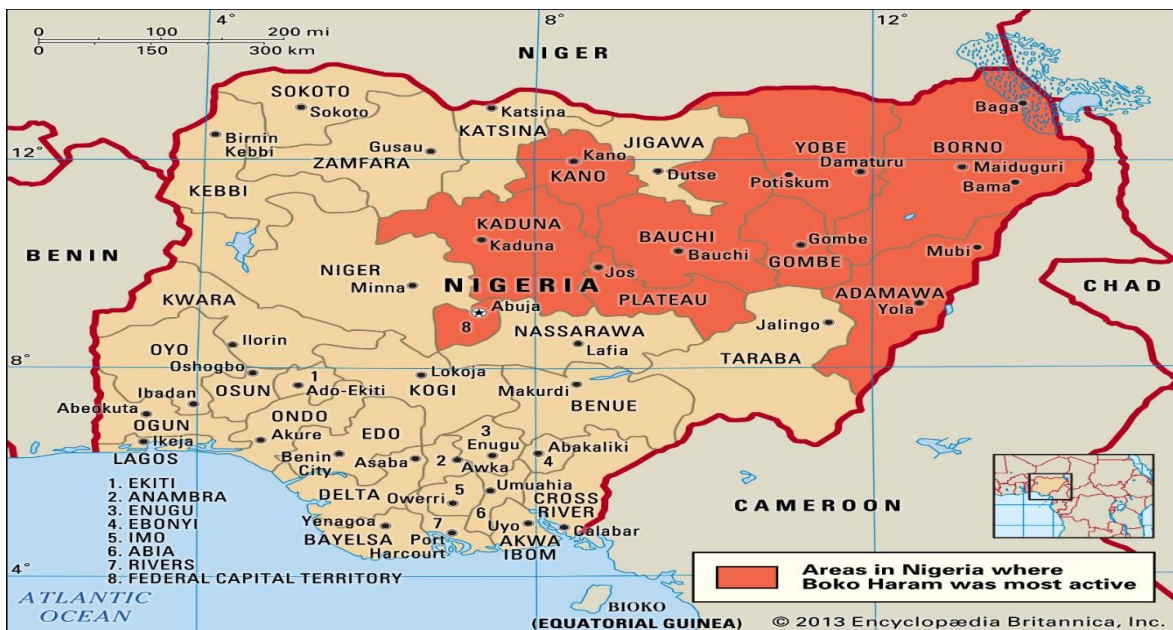 4°
8°
12°
0 100 200 mi
0 150 300 km
NIGER
SOKOTO
Sokoto
Katsina
KATSINA
Birnin
Kebbi
Gusau
ZAMFARA
JIGAWA
Kano
KANO
Dutse
YOBE
Damaturu
Potiskum
Baga
BORNO
Maiduguri
Bama
12°
12°
KEBBI
KADUNA
Kaduna
BAUCHI
Bauchi
Gombe
GOMBE
Mubi
BENIN
NIGER
Minna
NIGERIA
Jos
PLATEAU
ADAMAWA
Yola
CHAD
KWARA
Abuja
8
NASSARAWA
Lafia
Jalingo
TARABA
8°
8°
OYO
Ilorin
Oshogbo
OSUN
1
Ado-Ekiti
Lokoja
KOGI
Makurdi
BENUE
Ibadan
Abeokuta
OGUN
Ikeja
LAGOS
ONDO
Akure
EDO
Benin
City
Asaba
3
Enugu
2
Awka
Abakaliki
4
Umuahia
DELTA
Owerri
5
6
CROSS
RIVER
Yenagoa
BAYELSA
7
Port
Harcourt
Uyo
AKWA
IBOM
Calabar
CAMEROON
1. EKITI
2. ANAMBRA
3. ENUGU
4. EBONYI
5. IMO
6. ABIA
7. RIVERS
8. FEDERAL CAPITAL TERRITORY
4°
4°
ATLANTIC
OCEAN
BIOKO
(EQUATORIAL GUINEA)
Areas in Nigeria where
Boko Haram was most active
© 2013 Encyclopædia Britannica, Inc.